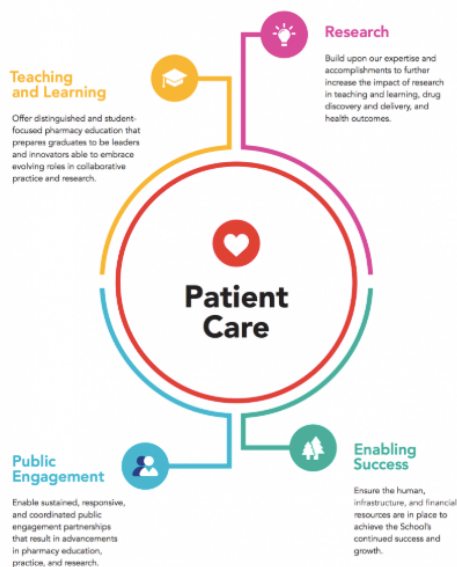 Research
Build upon our expertise and
accomplishments to further
increase the impact of research
in teaching and learning, drug
discovery and delivery, and
health outcomes.
Teaching
and Learning
Offer distinguished and student-
focused pharmacy education that
prepares graduates to be leaders
and innovators able to embrace
evolving roles in collaborative
practice and research.
Patient
Care
Public
Engagement
Enable sustained, responsive,
and coordinated public
engagement partnerships
that result in advancements
in pharmacy education,
practice, and research.
Enabling
Success
Ensure the human,
infrastructure, and financial
resources are in place to
achieve the School's
continued success and
growth.